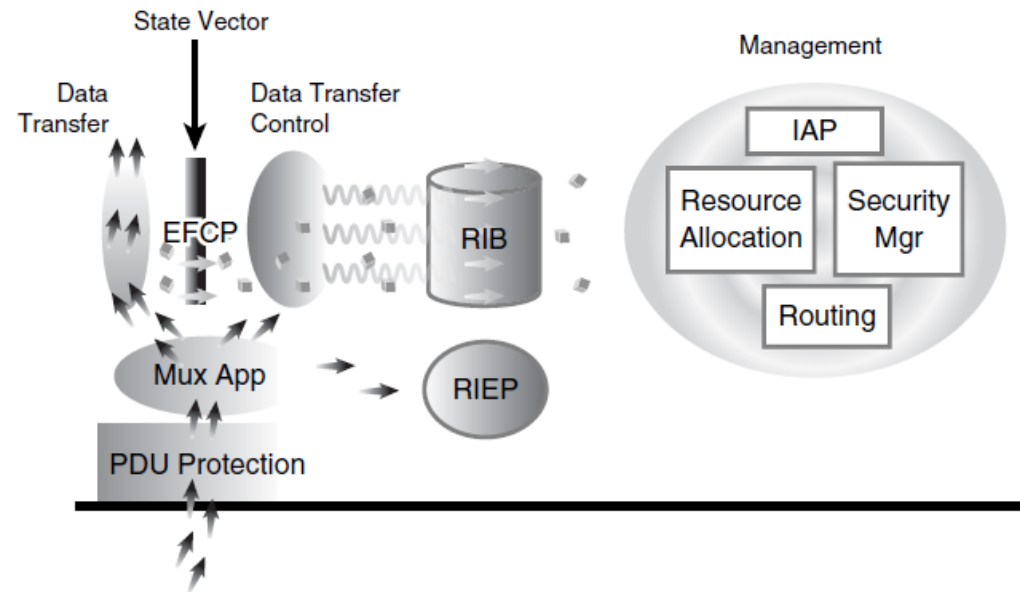 State Vector
Management
Data
Transfer
Data Transfer
Control
IAP
Resource
Allocation
Security
Mgr
EFCP
RIB
Routing
Mux App
RIEP
PDU Protection